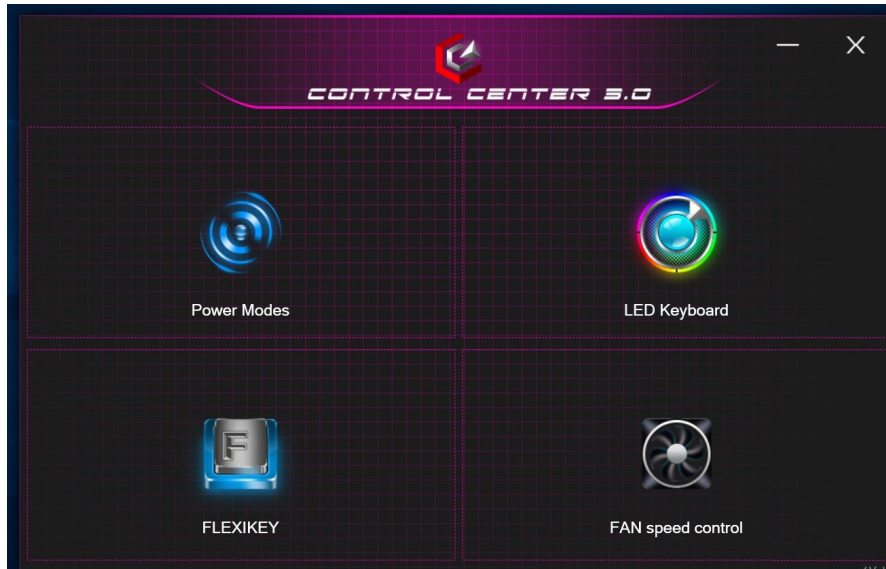 CONTROL CENTER 3.0
Power Modes
LED Keyboard
F
FLEXIKEY
FAN speed control